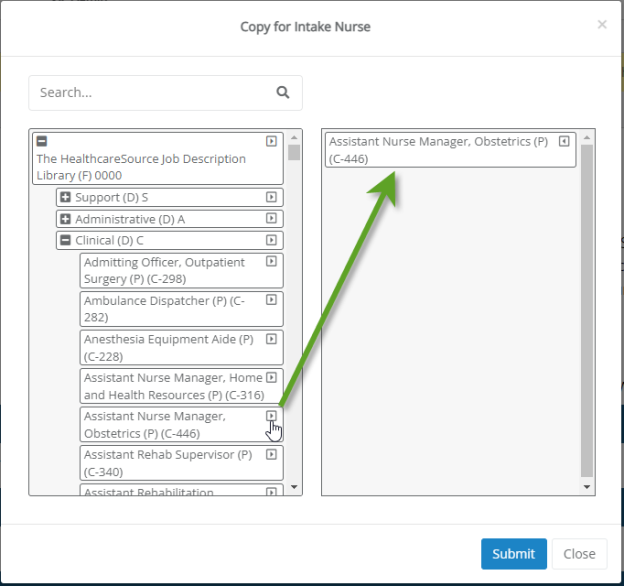 Copy for Intake Nurse
×
Search...
The HealthcareSource Job Description
Library (F) 0000
Support (D) S
Administrative (D) A
Clinical (D) C
Admitting Officer, Outpatient
Surgery (P) (C-298)
Ambulance Dispatcher (P) (C-
282)
Anesthesia Equipment Aide (P)
(C-228)
Assistant Nurse Manager, Home
and Health Resources (P) (C-316)
Assistant Nurse Manager,
Obstetrics (P) (C-446)
Assistant Rehab Supervisor (P)
(C-340)
Assistant Rehabilitation
Assistant Nurse Manager, Obstetrics (P)
(C-446)
Submit
Close